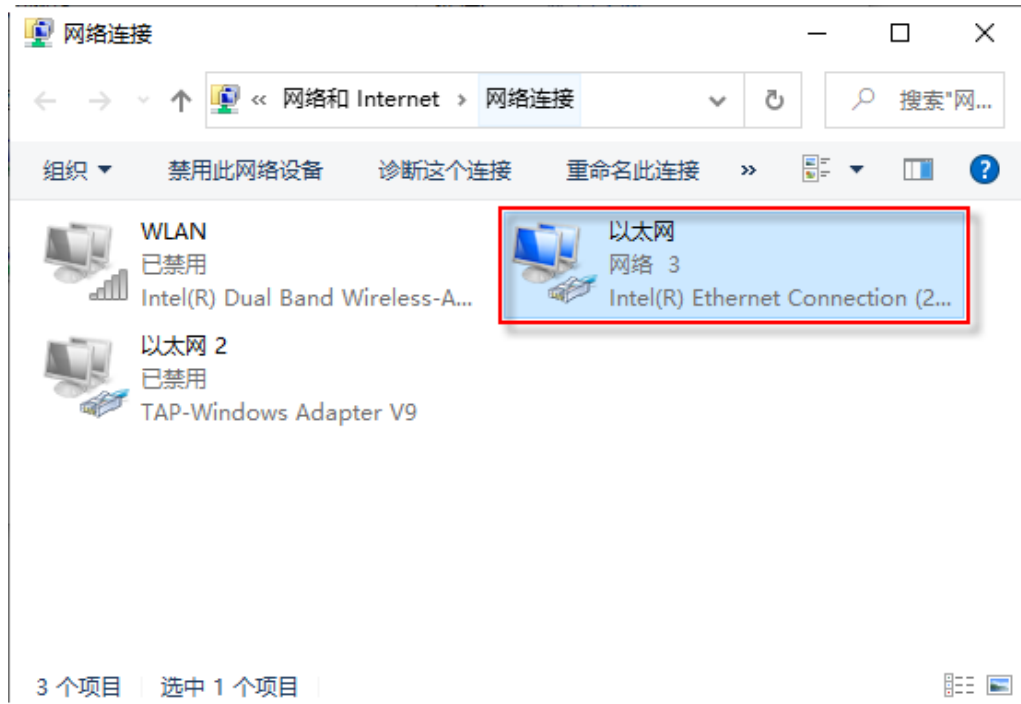 网络连接
« 网络和 Internet › 网络连接
搜索"网...
组织 禁用此网络设备 诊断这个连接 重命名此连接 »
WLAN
已禁用
Intel(R) Dual Band Wireless-A...
以太网
网络 3
Intel(R) Ethernet Connection (2...
以太网 2
已禁用
TAP-Windows Adapter V9
3 个项目 选中 1 个项目